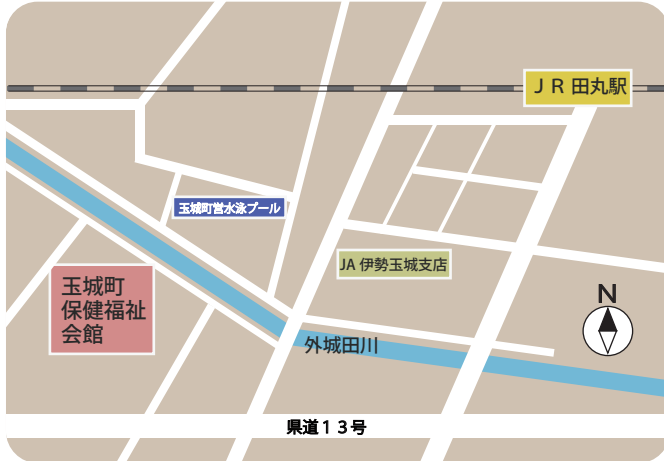 ＪＲ田丸駅
玉城町営水泳プール
JA 伊勢玉城支店
玉城町
保健福祉
会館
N
外城田川
県道１３号